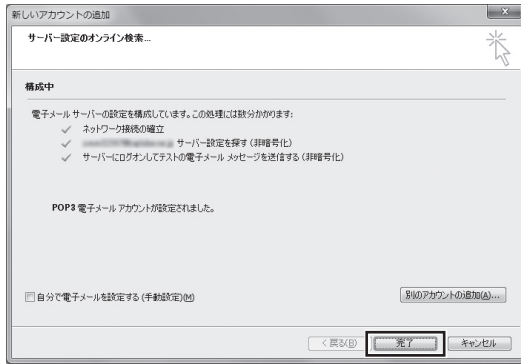 新しいアカウントの追加
サーバー設定のオンライン検索...
構成中
電子メール サーバーの設定を構成しています。この処理には数分かかります:
ネットワーク接続の確立
サーバー設定を探す (非暗号化)
サーバーにログオンしてテストの電子メール メッセージを送信する (非暗号化)
POP3 電子メール アカウントが設定されました。
自分で電子メールを設定する (手動設定)(M)
別のアカウントの追加(A)...
< 戻る(B)
完了
キャンセル